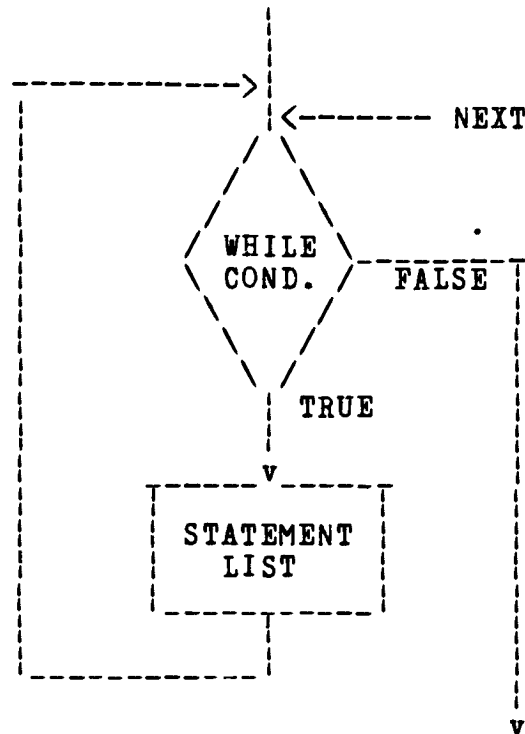 NEXT
WHILE
COND.
FALSE
TRUE
v
STATEMENT
LIST
v